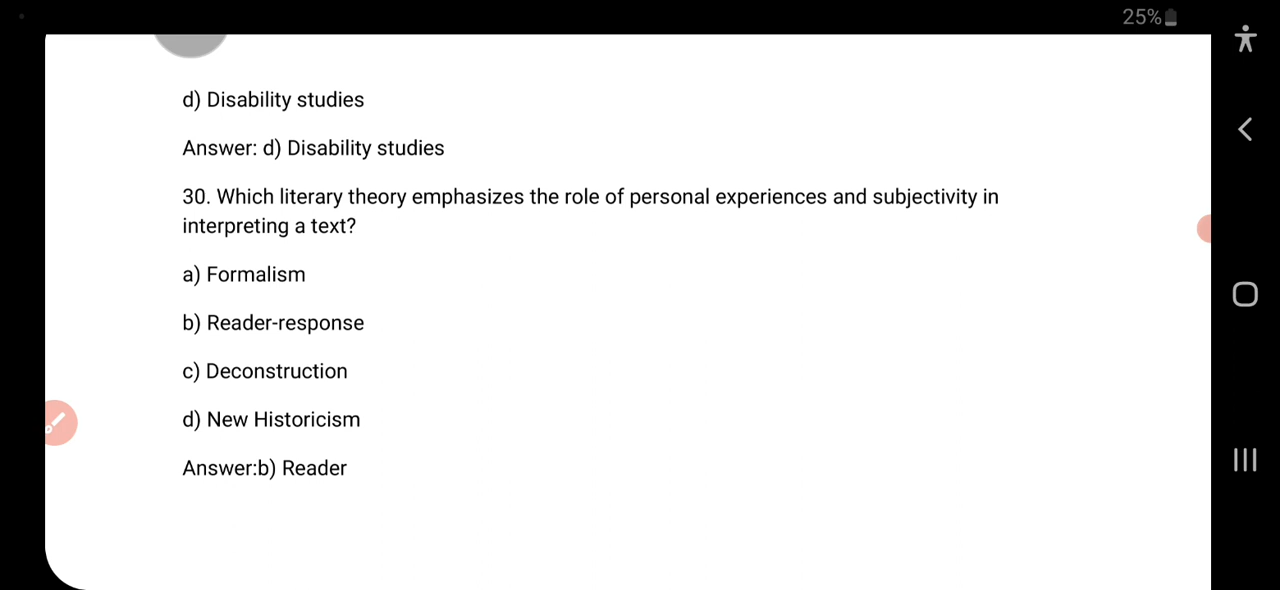 25%
d) Disability studies
Answer: d) Disability studies
30. Which literary theory emphasizes the role of personal experiences and subjectivity in
interpreting a text?
a) Formalism
b) Reader-response
c) Deconstruction
d) New Historicism
Answer:b) Reader